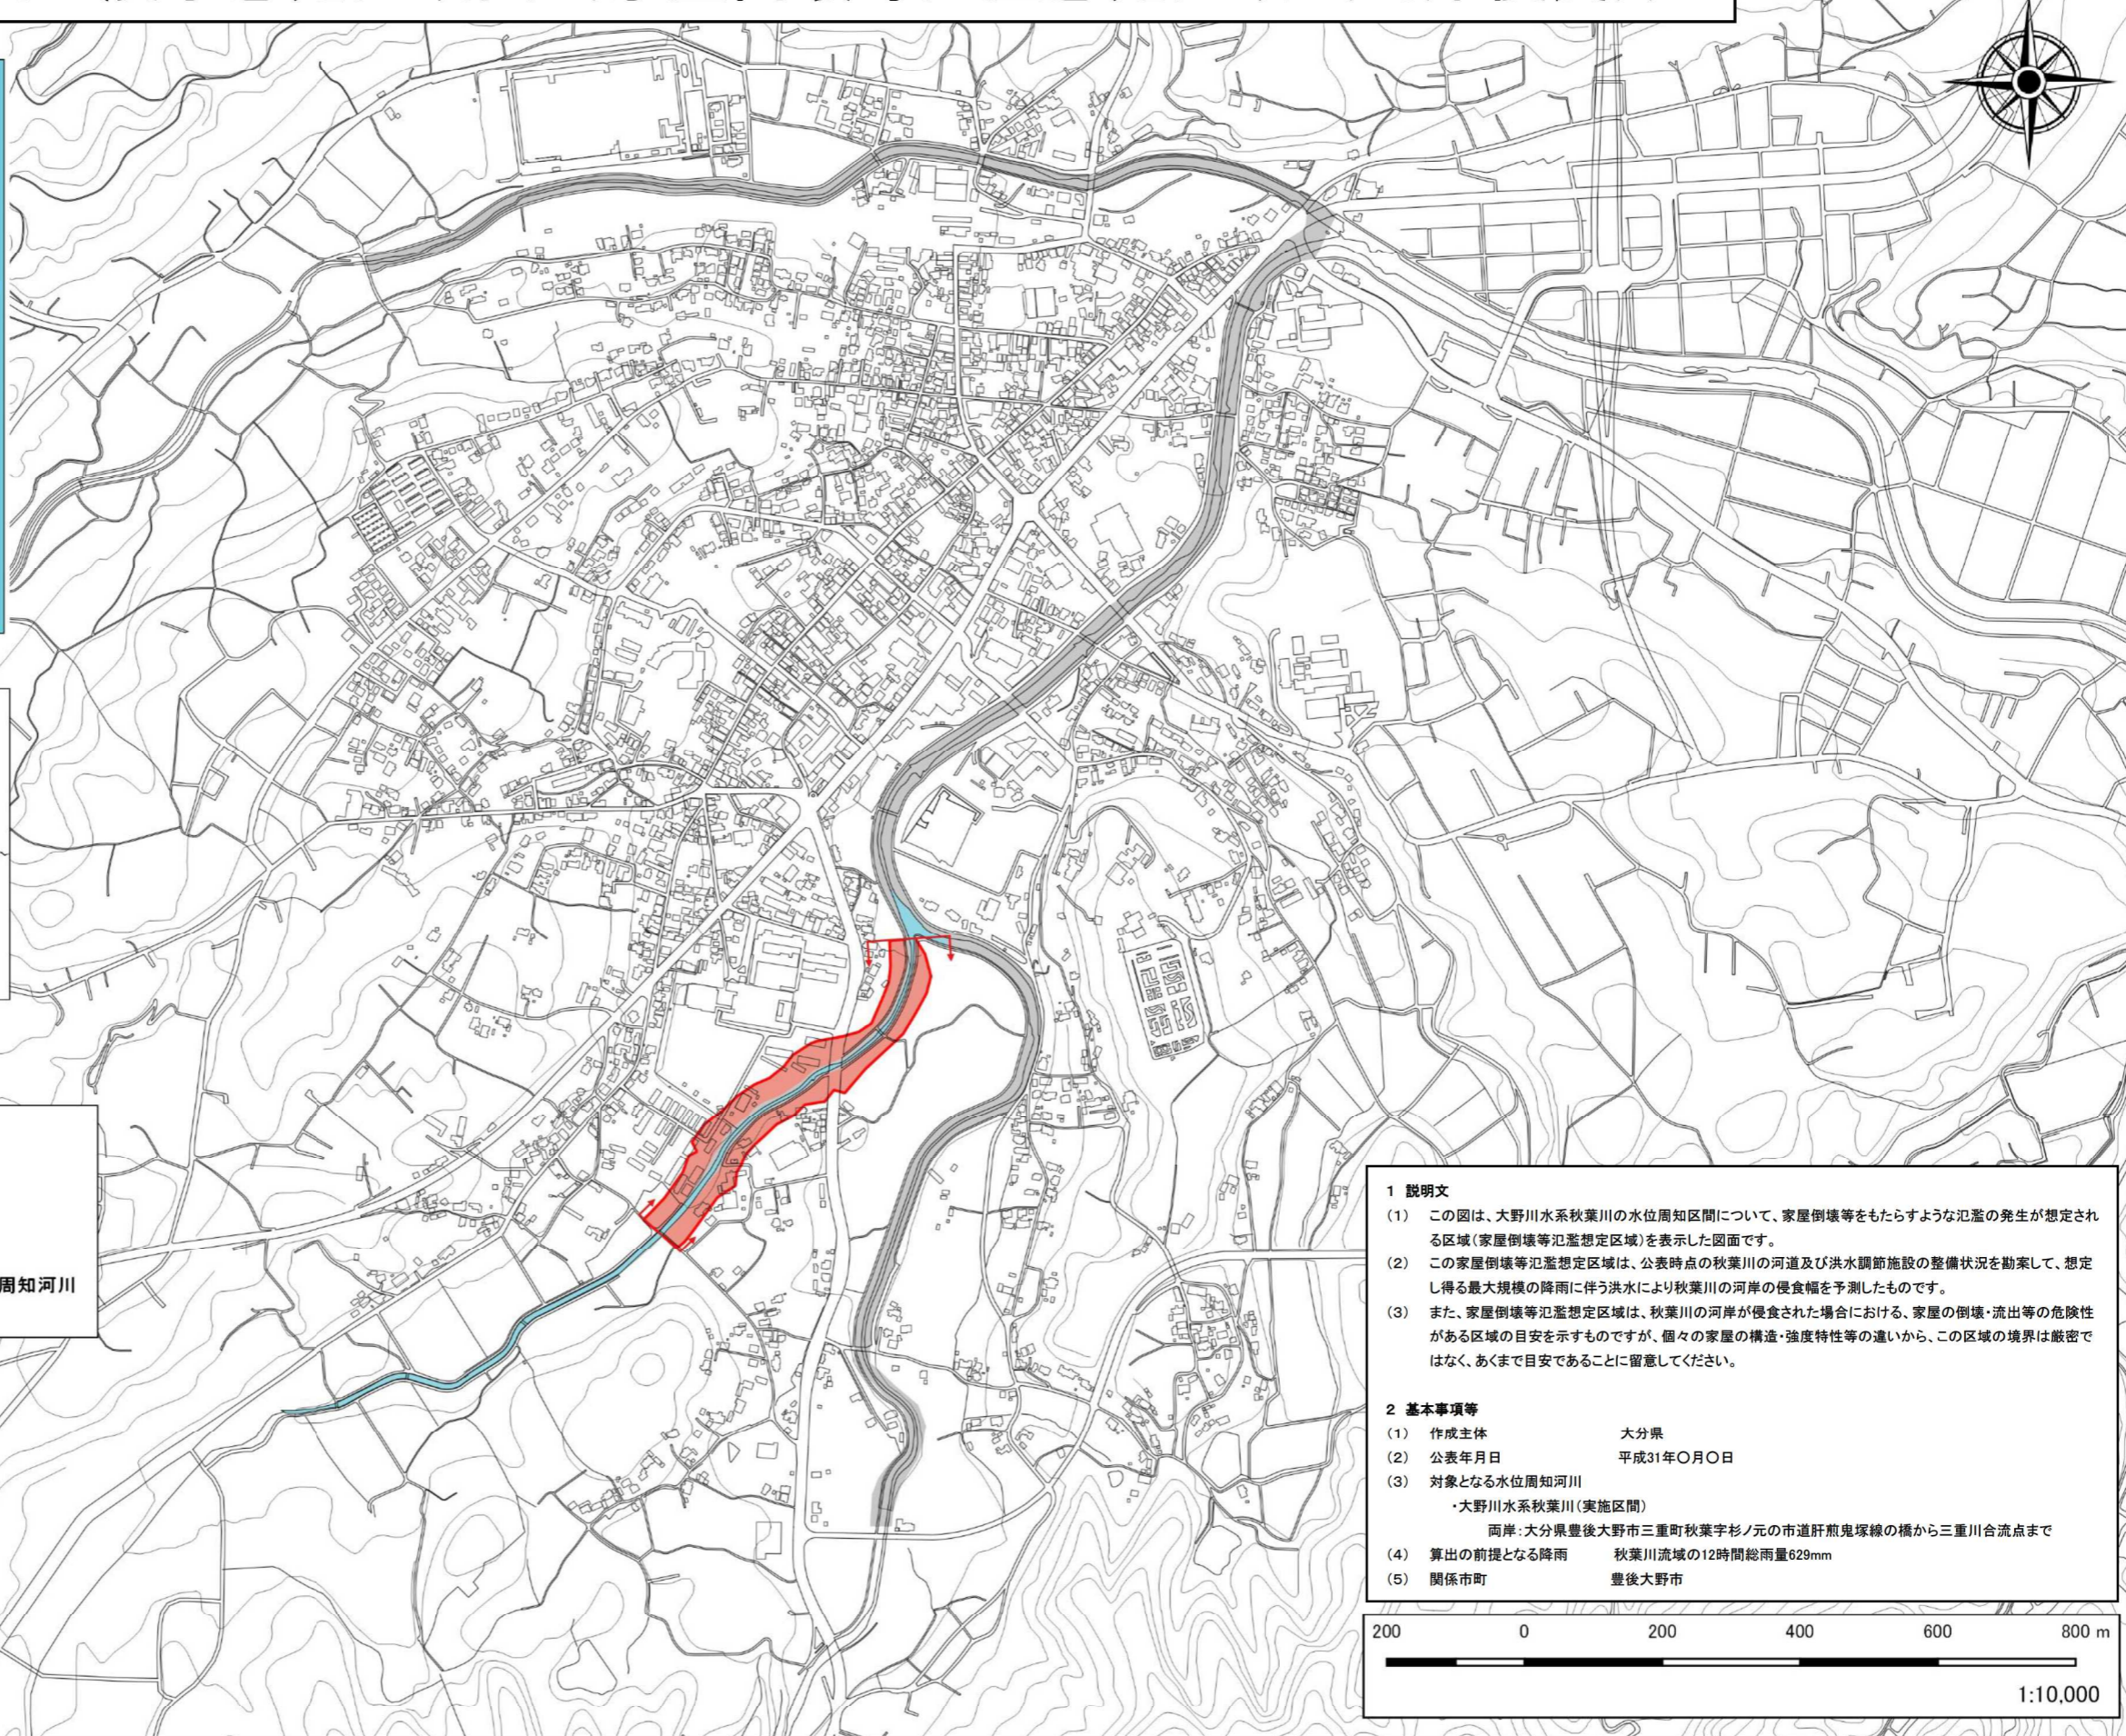 周知河川
1 説明文
(1) この図は、大野川水系秋葉川の水位周知区間について、家屋倒壊等をもたらすような氾濫の発生が想定され
る区域(家屋倒壊等氾濫想定区域)を表示した図面です。
(2) この家屋倒壊等氾濫想定区域は、公表時点の秋葉川の河道及び洪水調節施設の整備状況を勘案して、想定
し得る最大規模の降雨に伴う洪水により秋葉川の河岸の侵食幅を予測したものです。
(3) また、家屋倒壊等氾濫想定区域は、秋葉川の河岸が侵食された場合における、家屋の倒壊・流出等の危険性
がある区域の目安を示すものですが、個々の家屋の構造・強度特性等の違いから、この区域の境界は厳密で
はなく、あくまで目安であることに留意してください。
2 基本事項等
(1) 作成主体 大分県
(2) 公表年月日 平成31年〇月〇日
(3) 対象となる水位周知河川
・大野川水系秋葉川(実施区間)
両岸:大分県豊後大野市三重町秋葉字杉ノ元の市道肝煎鬼塚線の橋から三重川合流点まで
(4) 算出の前提となる降雨 秋葉川流域の12時間総雨量629mm
(5) 関係市町 豊後大野市
200 0 200 400 600 800 m
1:10,000